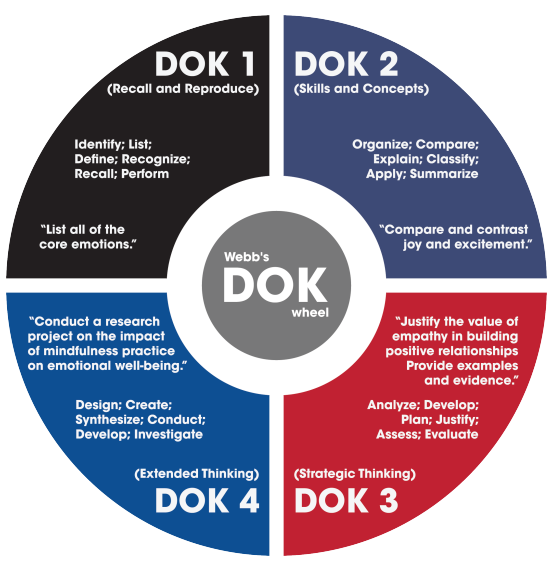 DOK 1
(Recall and Reproduce)
Identify; List;
Define; Recognize;
Recall; Perform
“List all of the
core emotions.”
DOK 2
(Skills and Concepts)
Organize; Compare;
Explain; Classify;
Apply; Summarize
“Compare and contrast
joy and excitement.”
Webb's
DOK
wheel
“Conduct a research
project on the impact
of mindfulness practice
on emotional well-being.”
Design; Create;
Synthesize; Conduct;
Develop; Investigate
(Extended Thinking)
DOK 4
“Justify the value of
empathy in building
positive relationships
Provide examples
and evidence.”
Analyze; Develop;
Plan; Justify;
Assess; Evaluate
(Strategic Thinking)
DOK 3